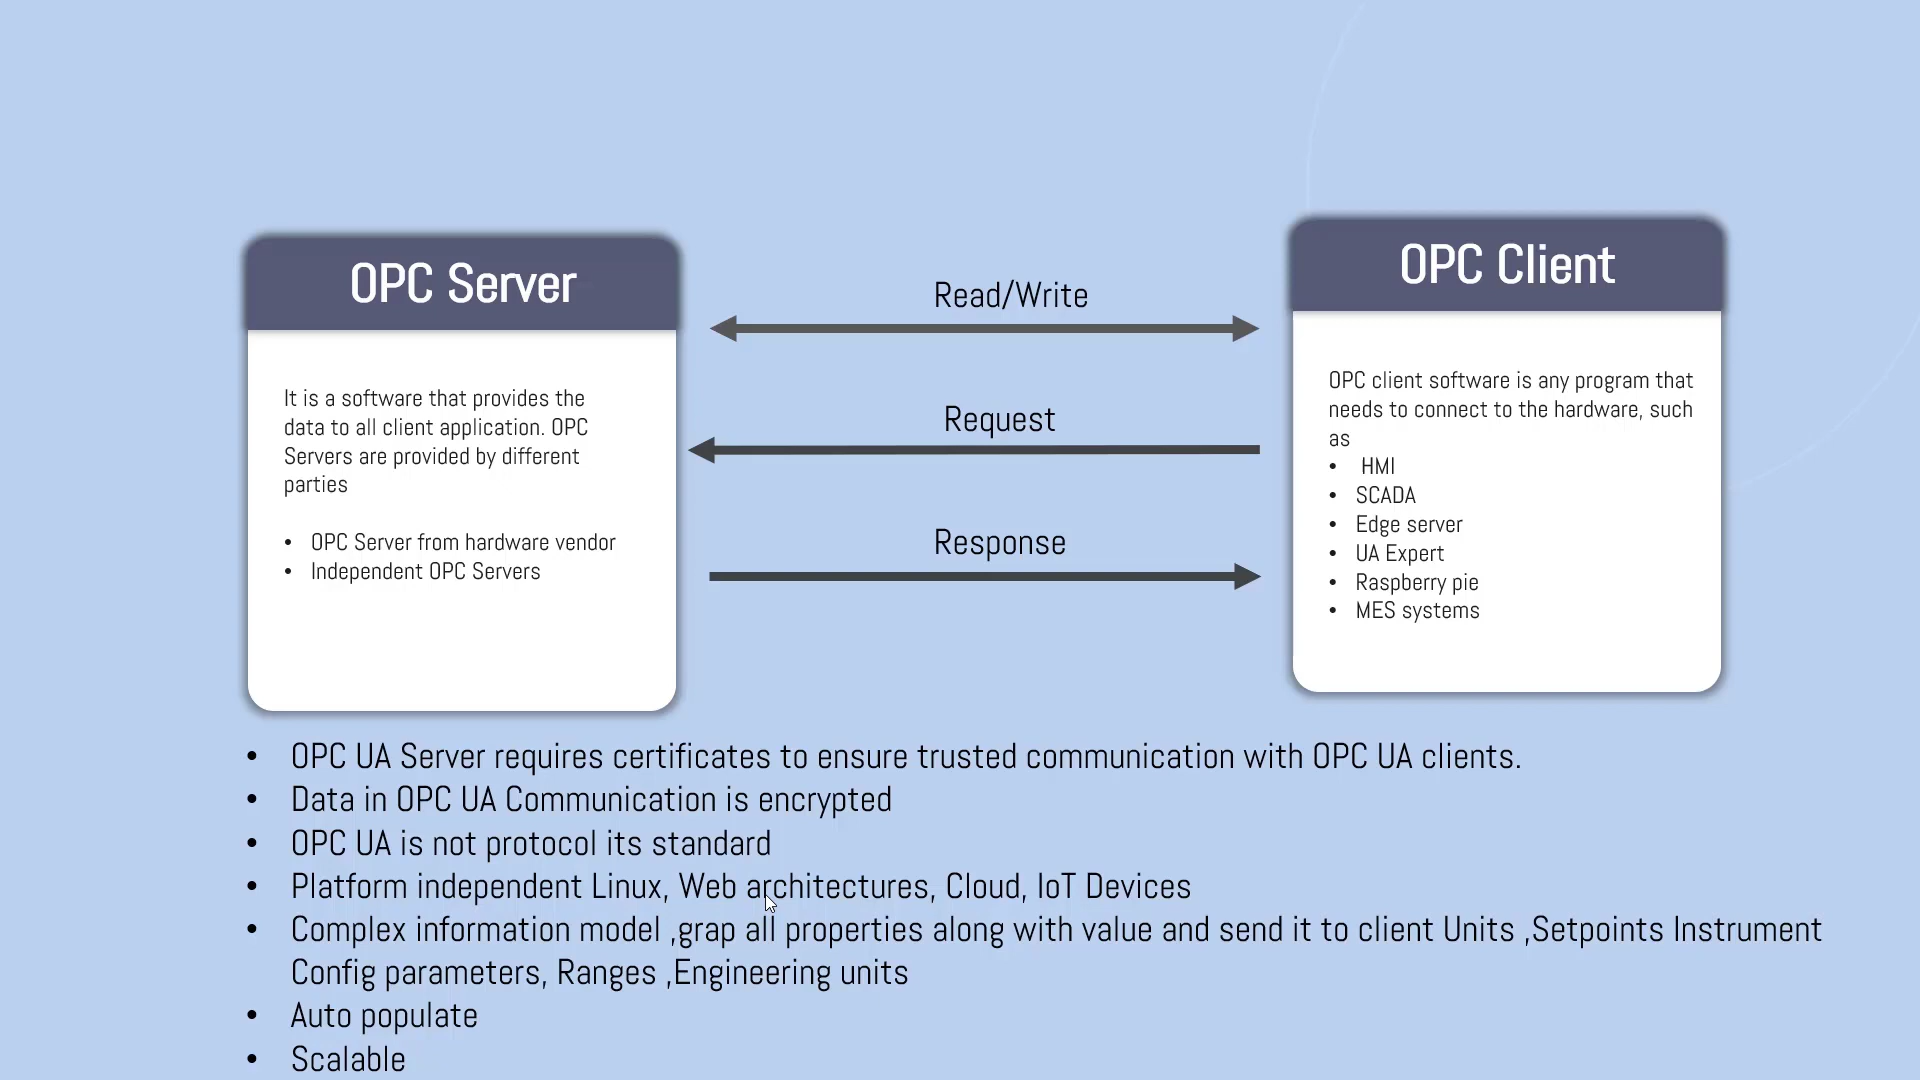 OPC Server
It is a software that provides the
data to all client application. OPC
Servers are provided by different
parties
• OPC Server from hardware vendor
• Independent OPC Servers
Read/Write
Request
Response
OPC Client
OPC client software is any program that
needs to connect to the hardware, such
as
• HMI
• SCADA
• Edge server
• UA Expert
• Raspberry pie
• MES systems
• OPC UA Server requires certificates to ensure trusted communication with OPC UA clients.
• Data in OPC UA Communication is encrypted
• OPC UA is not protocol its standard
• Platform independent Linux, Web architectures, Cloud, IoT Devices
• Complex information model ,grap all properties along with value and send it to client Units ,Setpoints Instrument
Config parameters, Ranges ,Engineering units
• Auto populate
• Scalable